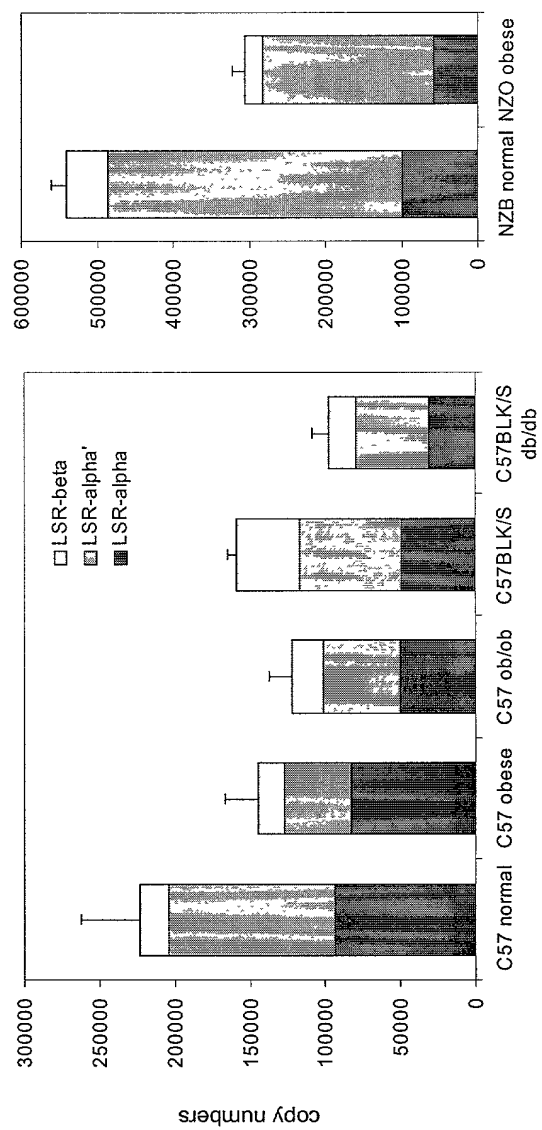 copy numbers
300000
250000
200000
150000
100000
50000
0
LSR-beta
LSR-alpha'
LSR-alpha
C57 normal
C57 obese
C57 ob/ob
C57BLK/S
C57BLK/S
db/db
600000
500000
400000
300000
200000
100000
0
NZB normal
NZO obese